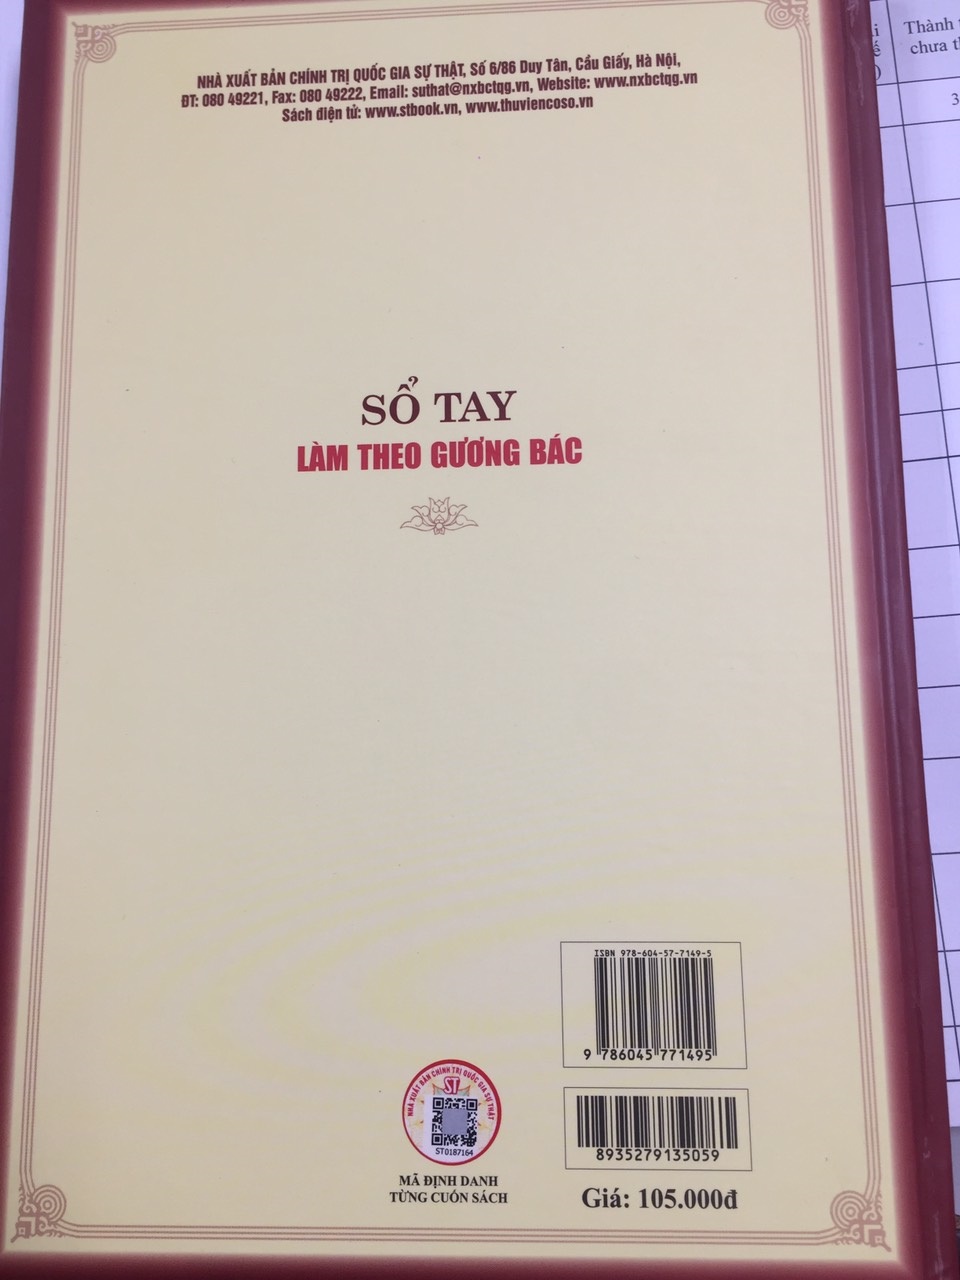 NHÀ XUẤT BẢN CHÍNH TRỊ QUỐC GIA SỰ THẬT, Số 6/86 Duy Tân, Cầu Giấy, Hà Nội,
ĐT: 080 49221, Fax: 080 49222, Email: suthat@nxbctqg.vn, Website: www.nxbctqg.vn
Sách điện tử: www.stbook.vn, www.thuviencoso.vn
Thành
chưa
3
SỔ TAY
LÀM THEO GƯƠNG BÁC
ISBN 978-604-57-7149-5
9 786045 771495
NHÀ XUẤT BẢN CHÍNH TRỊ QUỐC GIA SỰ THẬT
ST
ST0187164
MÃ ĐỊNH DANH
TỪNG CUỐN SÁCH
8935279135059
Giá: 105.000đ